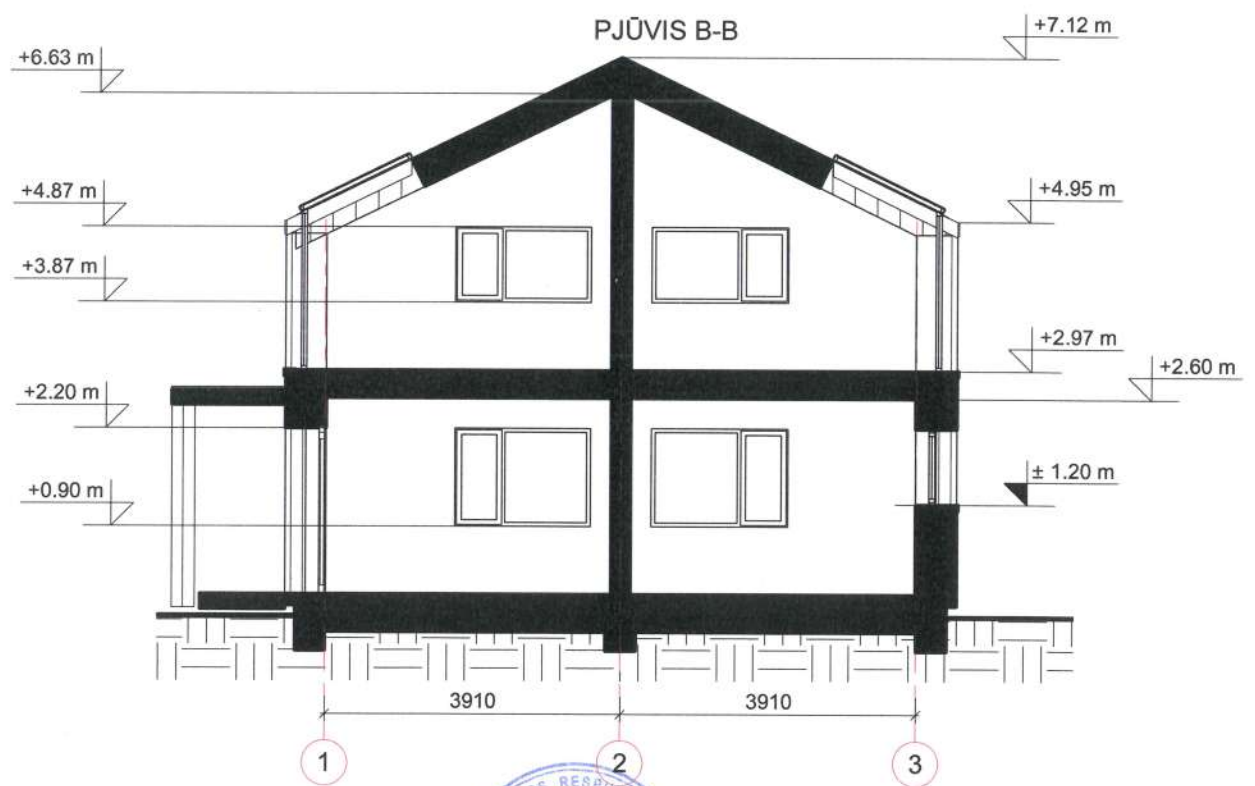 PJŪVIS B-B
+7.12 m
+6.63 m
+4.87 m
+4.95 m
+3.87 m
+2.97 m
+2.60 m
+2.20 m
± 1.20 m
+0.90 m
3910
3910
1
2
3